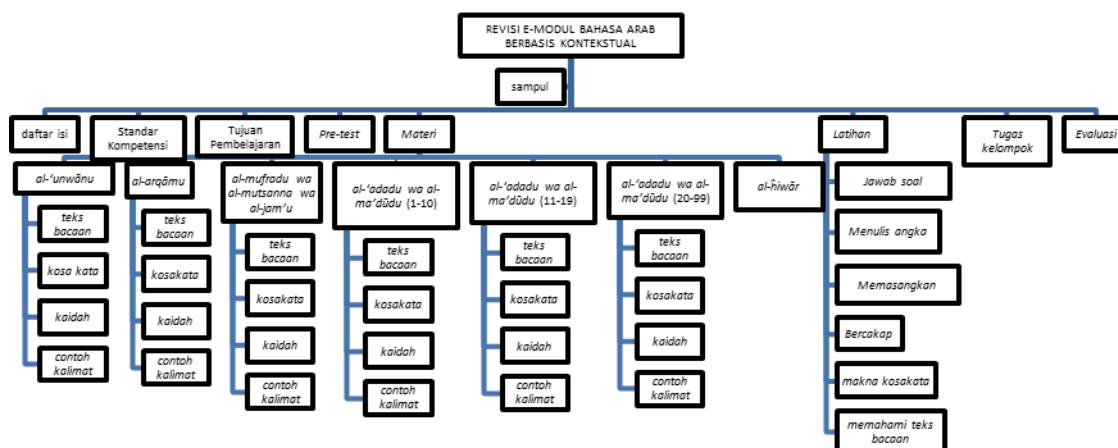 REVISI E-MODUL BAHASA ARAB
BERBASIS KONTEKSTUAL
sampul
daftar isi
Standar
Kompetensi
Tujuan
Pembelajaran
Pre-test
Materi
Latihan
Tugas
kelompok
Evaluasi
al-‘unwānu
teks
bacaan
kosa kata
kaidah
contoh
kalimat
al-arqāmu
teks
bacaan
kosakata
kaidah
contoh
kalimat
al-mufradu wa
al-mutsanna wa
al-jam’u
teks
bacaan
kosakata
kaidah
contoh
kalimat
al-‘adadu wa al-
ma’dūdu (1-10)
teks
bacaan
kosakata
kaidah
contoh
kalimat
al-‘adadu wa al-
ma’dūdu (11-19)
teks
bacaan
kosakata
kaidah
contoh
kalimat
al-‘adadu wa al-
ma’dūdu (20-99)
teks
bacaan
kosakata
kaidah
contoh
kalimat
al-ĥiwār
Jawab soal
Menulis angka
Memasangkan
Bercakap
makna kosakata
memahami teks
bacaan